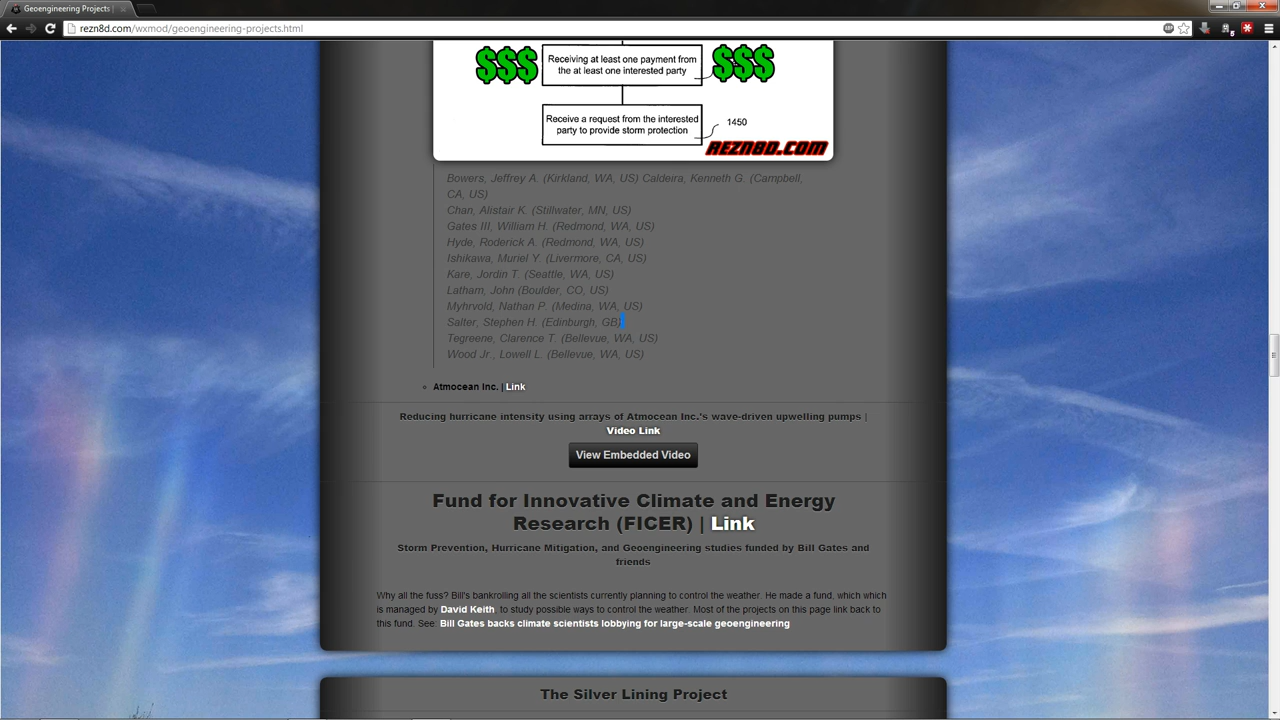 Geoengineering Projects |
rezn8d.com/wxmod/geoengineering-projects.html
$$$
Receiving at least one payment from
the at least one interested party
$$$
Receive a request from the interested
party to provide storm protection
1450
REZN8D.COM
Bowers, Jeffrey A. (Kirkland, WA, US) Caldeira, Kenneth G. (Campbell,
CA, US)
Chan, Alistair K. (Stillwater, MN, US)
Gates III, William H. (Redmond, WA, US)
Hyde, Roderick A. (Redmond, WA, US)
Ishikawa, Muriel Y. (Livermore, CA, US)
Kare, Jordin T. (Seattle, WA, US)
Latham, John (Boulder, CO, US)
Myhrvold, Nathan P. (Medina, WA, US)
Salter, Stephen H. (Edinburgh, GB)
Tegreene, Clarence T. (Bellevue, WA, US)
Wood Jr., Lowell L. (Bellevue, WA, US)
Atmocean Inc. | Link
Reducing hurricane intensity using arrays of Atmocean Inc.'s wave-driven upwelling pumps |
Video Link
View Embedded Video
Fund for Innovative Climate and Energy
Research (FICER) | Link
Storm Prevention, Hurricane Mitigation, and Geoengineering studies funded by Bill Gates and
friends
Why all the fuss? Bill's bankrolling all the scientists currently planning to control the weather. He made a fund, which which
is managed by David Keith to study possible ways to control the weather. Most of the projects on this page link back to
this fund. See Bill Gates backs climate scientists lobbying for large-scale geoengineering
The Silver Lining Project